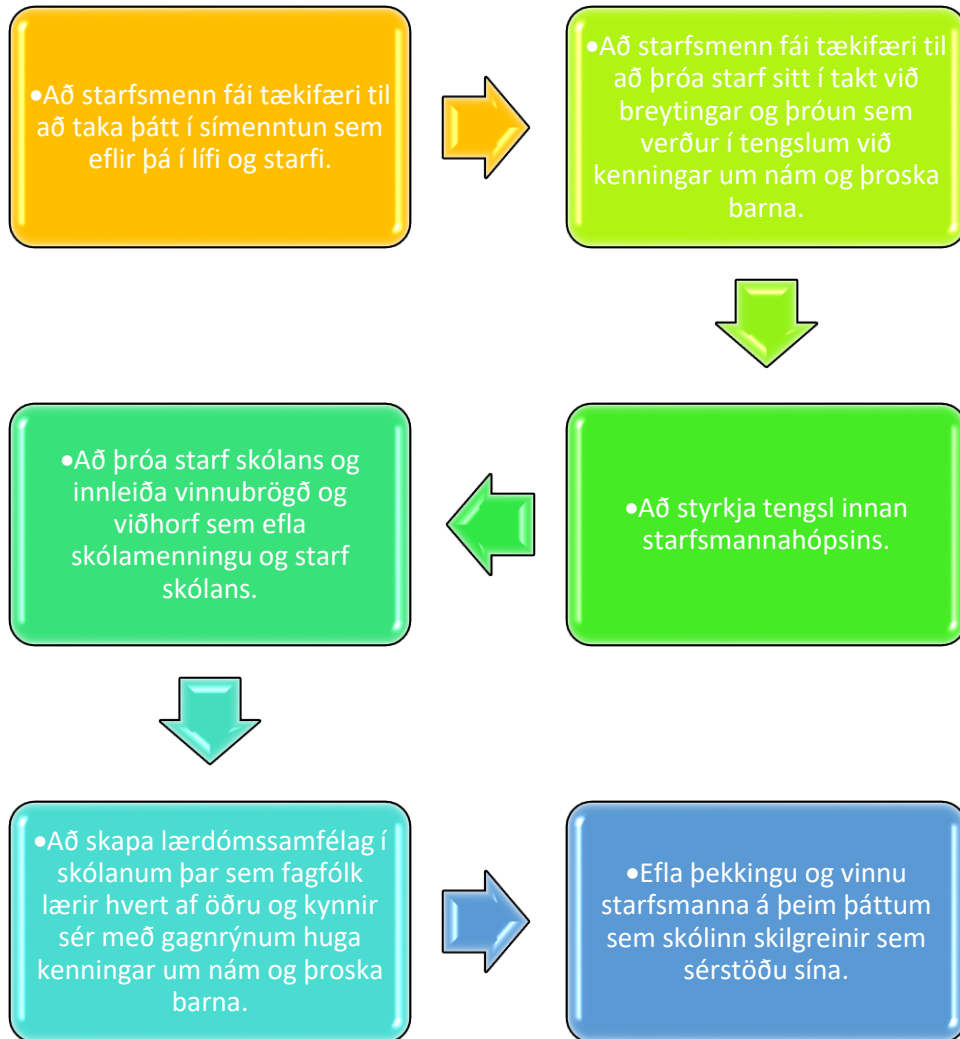 •Að starfsmenn fái tækifæri til
að taka þátt í símenntun sem
eflir þá í lífi og starfi.
•Að starfsmenn fái tækifæri til
að þróa starf sitt í takt við
breytingar og þróun sem
verður í tengslum við
kenningar um nám og þroska
barna.
•Að styrkja tengsl innan
starfsmannahópsins.
•Að þróa starf skólans og
innleiða vinnubrögð og
viðhorf sem efla
skólamenningu og starf
skólans.
•Að skapa lærdómssamfélag í
skólanum þar sem fagfólk
lærir hvert af öðru og kynnir
sér með gagnrýnum huga
kenningar um nám og þroska
barna.
•Efla þekkingu og vinnu
starfsmanna á þeim þáttum
sem skólinn skilgreinir sem
sérstöðu sína.